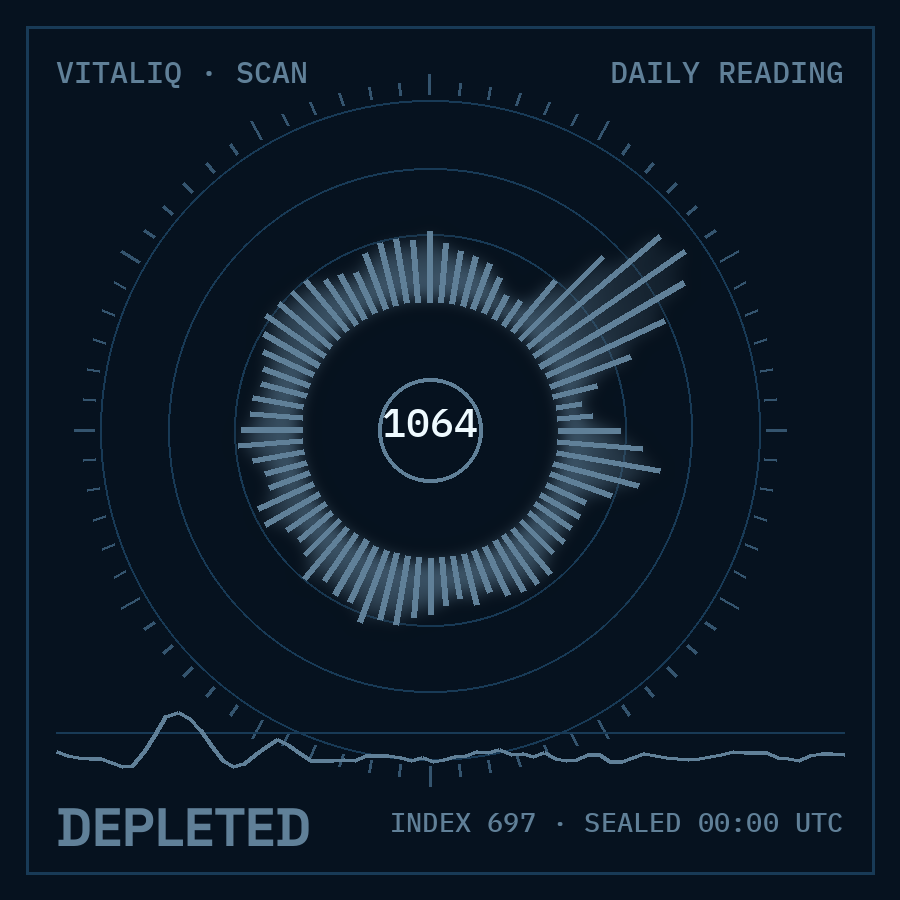 VITALIQ · SCAN
DAILY READING
1064
DEPLETED
INDEX 697 · SEALED 00:00 UTC